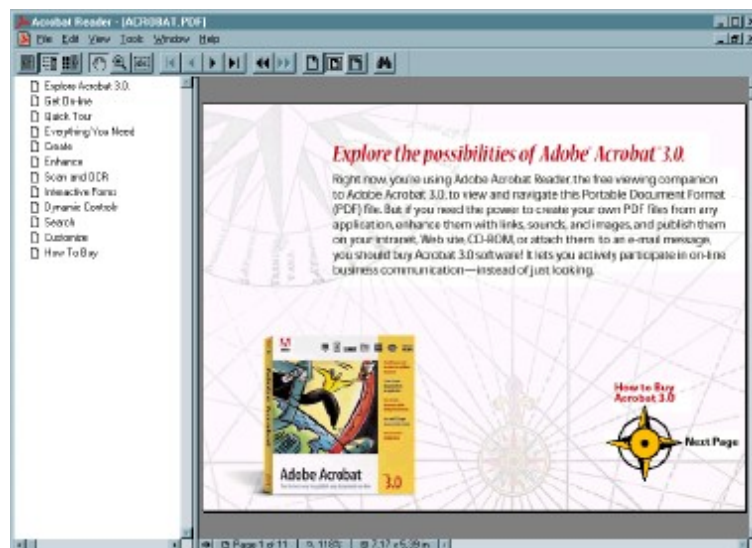 Acrobat Reader - [ACROBAT.PDF]
File Edit View Tools Window Help
Explore Acrobat 3.0.
Get On-line
Quick Tour
Everything You Need
Create
Enhance
Scan and OCR
Interactive Forms
Dynamic Controls
Search
Customize
How To Buy
Explore the possibilities of Adobe® Acrobat® 3.0.
Right now, you're using Adobe Acrobat Reader, the free viewing companion
to Adobe Acrobat 3.0, to view and navigate this Portable Document Format
(PDF) file. But if you need the power to create your own PDF files from any
application, enhance them with links, sounds, and images, and publish them
on your intranet, Web site, CD-ROM, or attach them to an e-mail message,
you should buy Acrobat 3.0 software! It lets you actively participate in on-line
business communication—instead of just looking.
How to Buy
Acrobat 3.0
Next Page
Adobe Acrobat
3.0
Page 1 of 11
118%
7.17 x 5.39 in